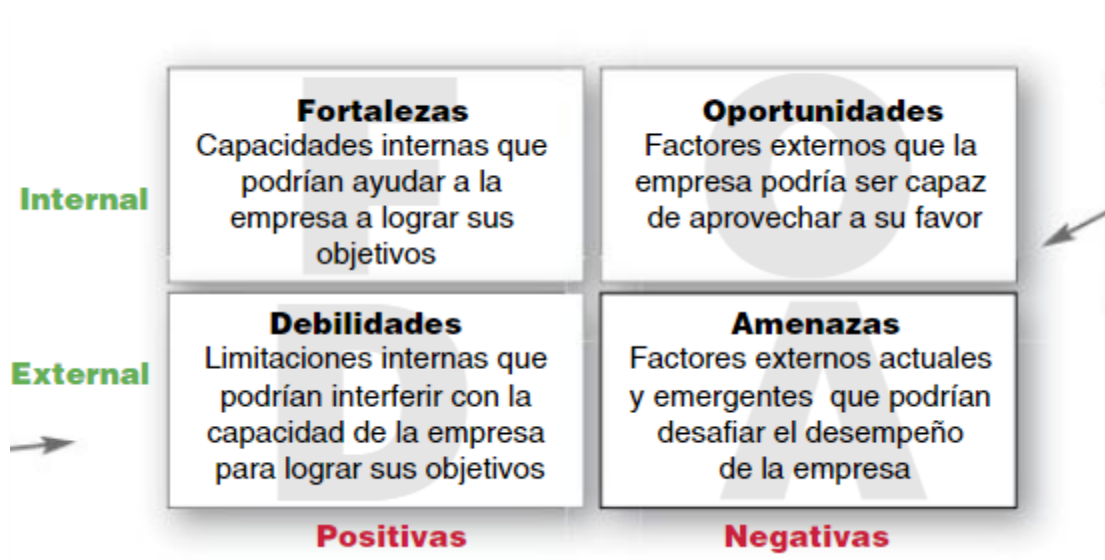 Internal
Fortalezas
Capacidades internas que
podrían ayudar a la
empresa a lograr sus
objetivos
Oportunidades
Factores externos que la
empresa podría ser capaz
de aprovechar a su favor
External
Debilidades
Limitaciones internas que
podrían interferir con la
capacidad de la empresa
para lograr sus objetivos
Amenazas
Factores externos actuales
y emergentes que podrían
desafiar el desempeño
de la empresa
Positivas
Negativas
F
O
D
A